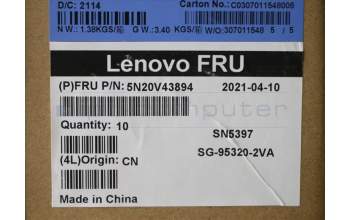 D/C: 2114 Carton No.: C0307011548006
N W.: 1.38KGS/ G W.: 3.40 KGS/ W/O:307011548 5 / 5
Lenovo FRU
(P)FRU P/N: 5N20V43894 2021-04-10
Quantity: 10 SN5397
(4L)Origin: CN SG-95320-2VA
Made in China